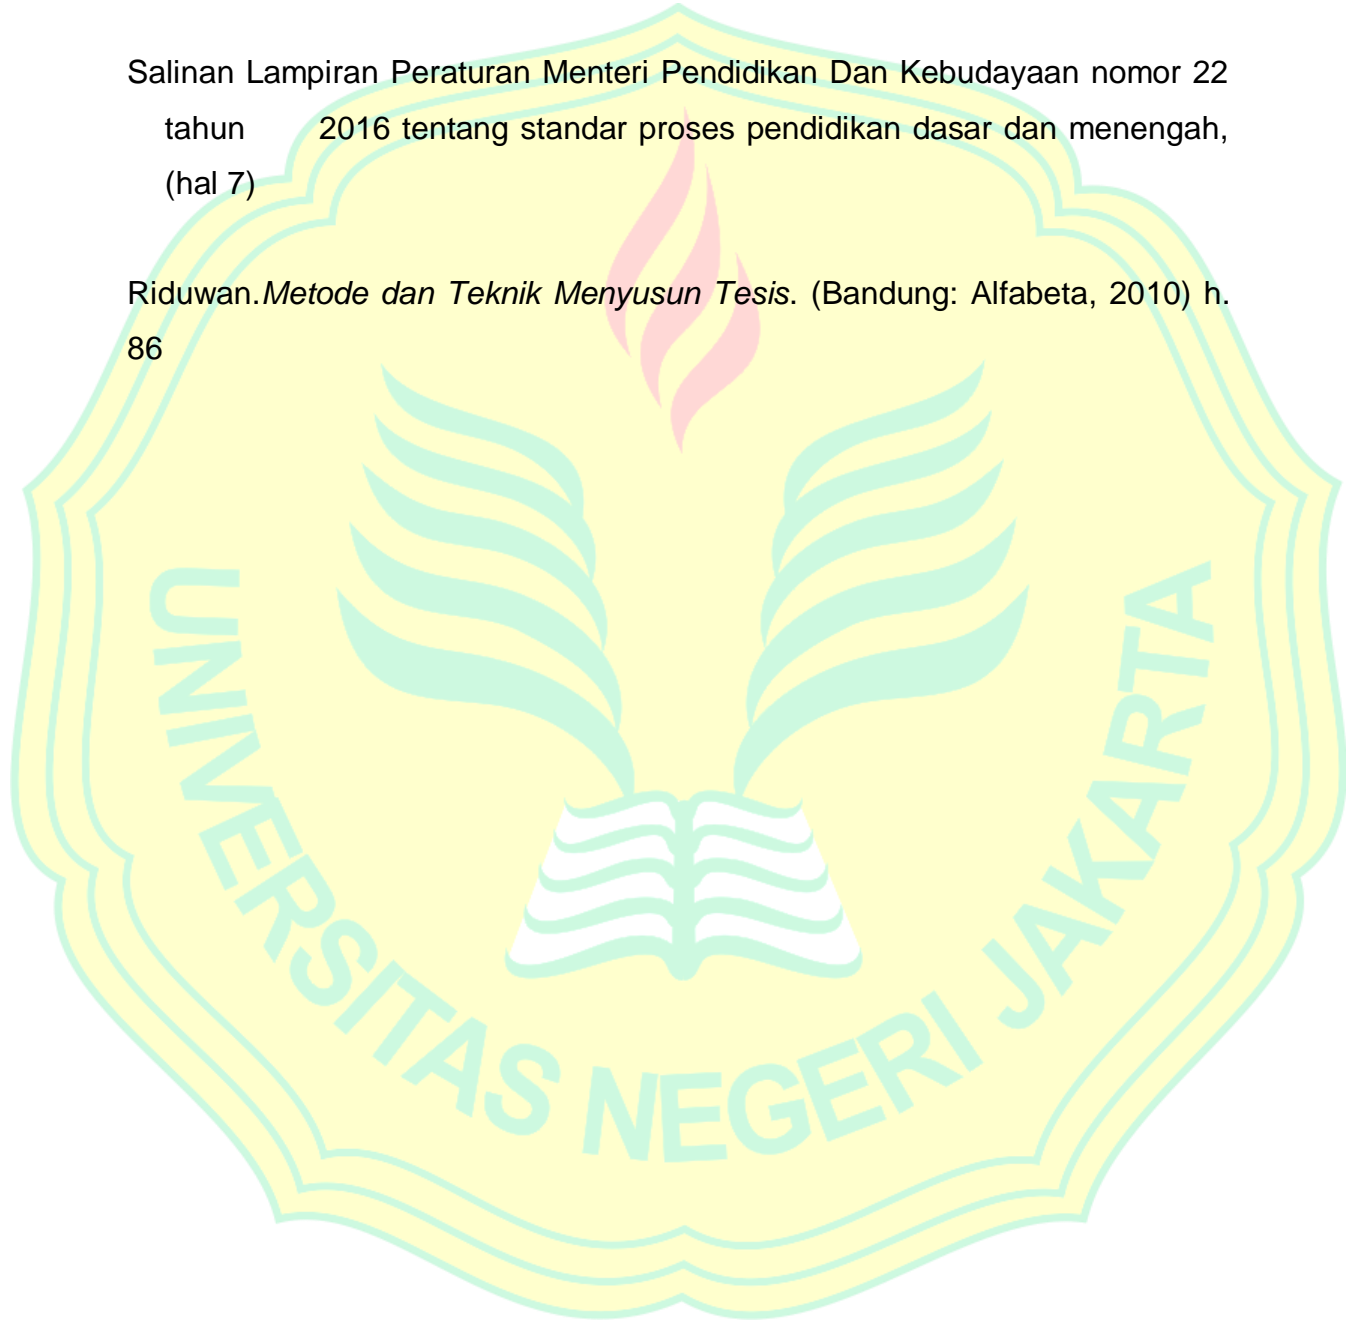 Salinan Lampiran Peraturan Menteri Pendidikan Dan Kebudayaan nomor 22
tahun 2016 tentang standar proses pendidikan dasar dan menengah,
(hal 7)
Riduwan.Metode dan Teknik Menyusun Tesis. (Bandung: Alfabeta, 2010) h.
86
UNIVERSITAS NEGERI JAKARTA